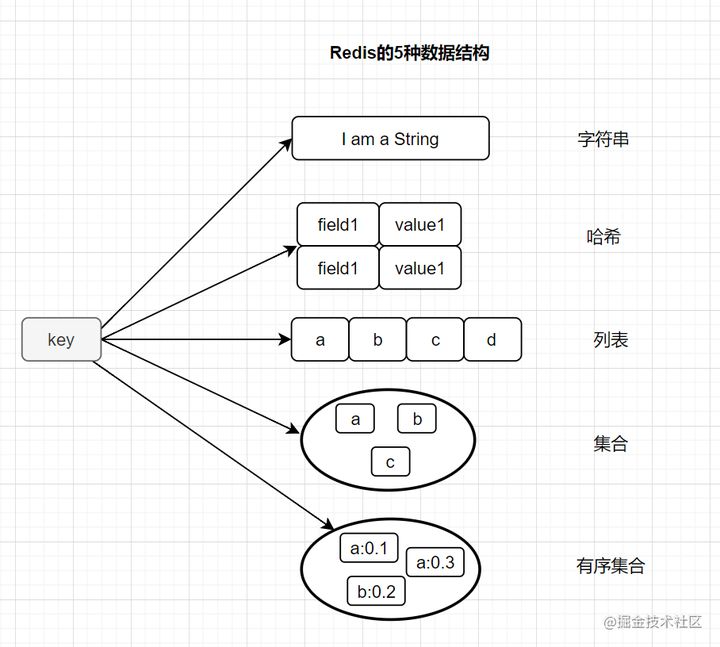 Redis的5种数据结构
I am a String
字符串
field1 value1
哈希
field1 value1
key
a b c d
列表
a b
c
集合
a:0.1
a:0.3
b:0.2
有序集合
@掘金技术社区